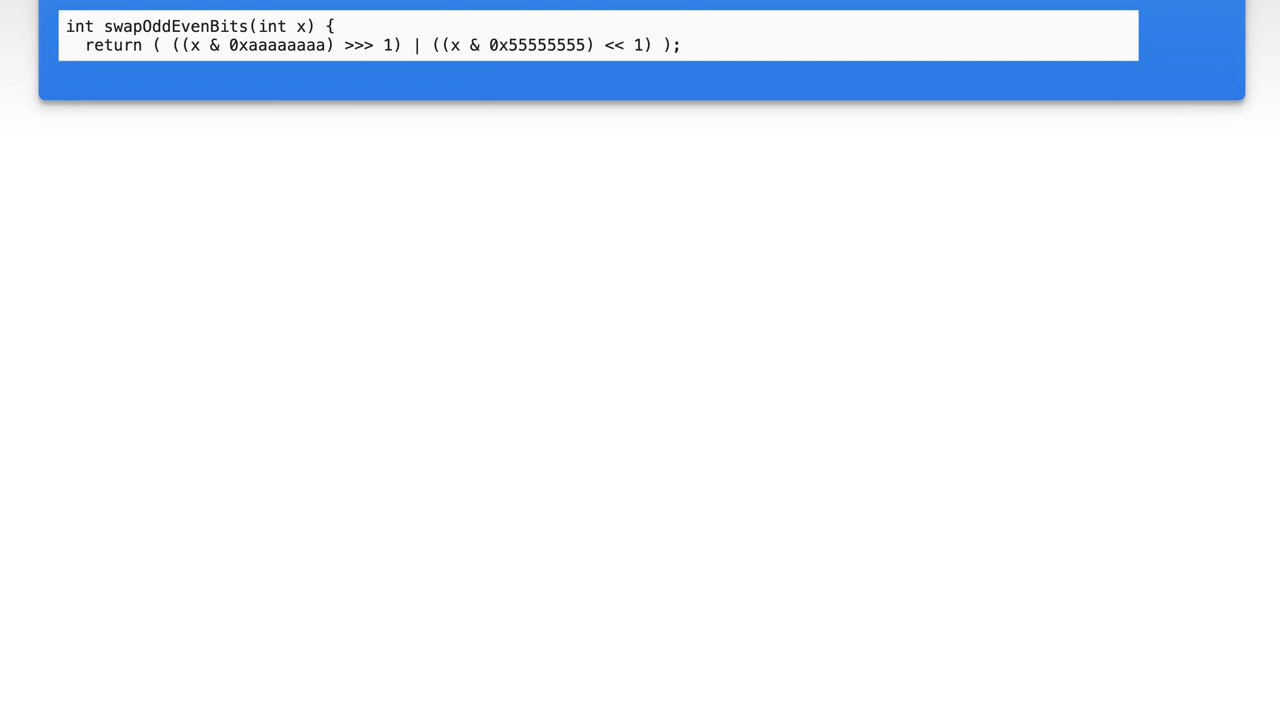 int swapOddEvenBits(int x) {
  return ( ((x & 0xaaaaaaaa) >>> 1) | ((x & 0x55555555) << 1) );